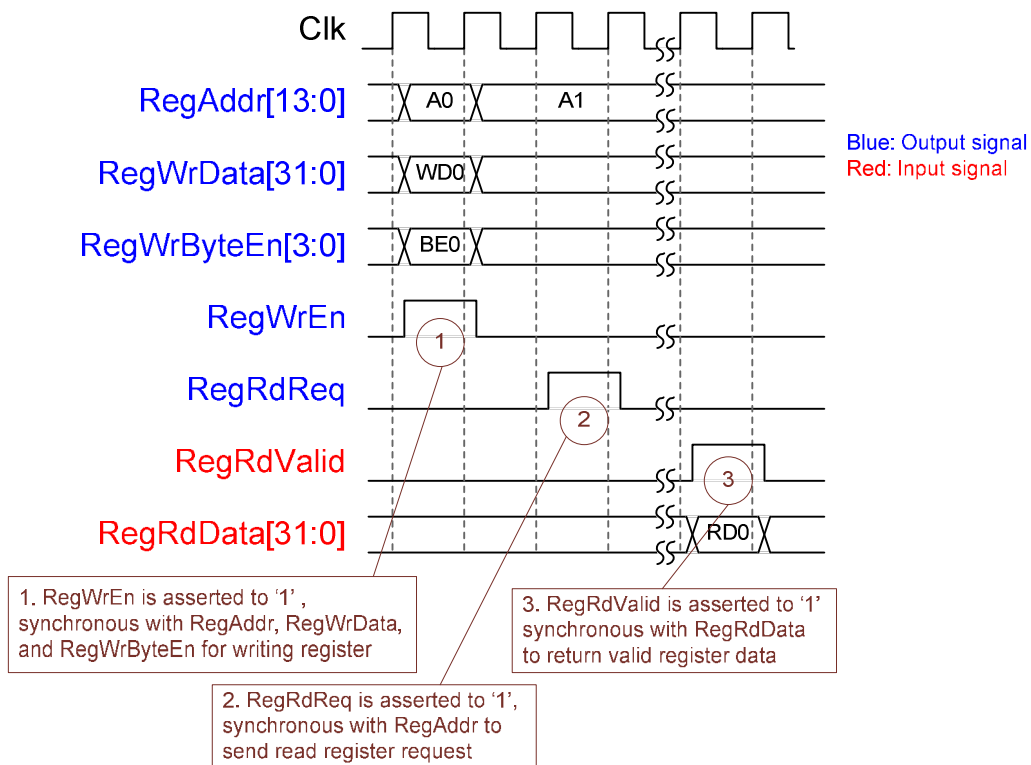 Clk
RegAddr[13:0]
A0
A1
Blue: Output signal
Red: Input signal
RegWrData[31:0]
WD0
RegWrByteEn[3:0]
BE0
RegWrEn
1
RegRdReq
2
RegRdValid
3
RegRdData[31:0]
RD0
1. RegWrEn is asserted to ‘1’ ,
synchronous with RegAddr, RegWrData,
and RegWrByteEn for writing register
3. RegRdValid is asserted to ‘1’
synchronous with RegRdData
to return valid register data
2. RegRdReq is asserted to ‘1’,
synchronous with RegAddr to
send read register request